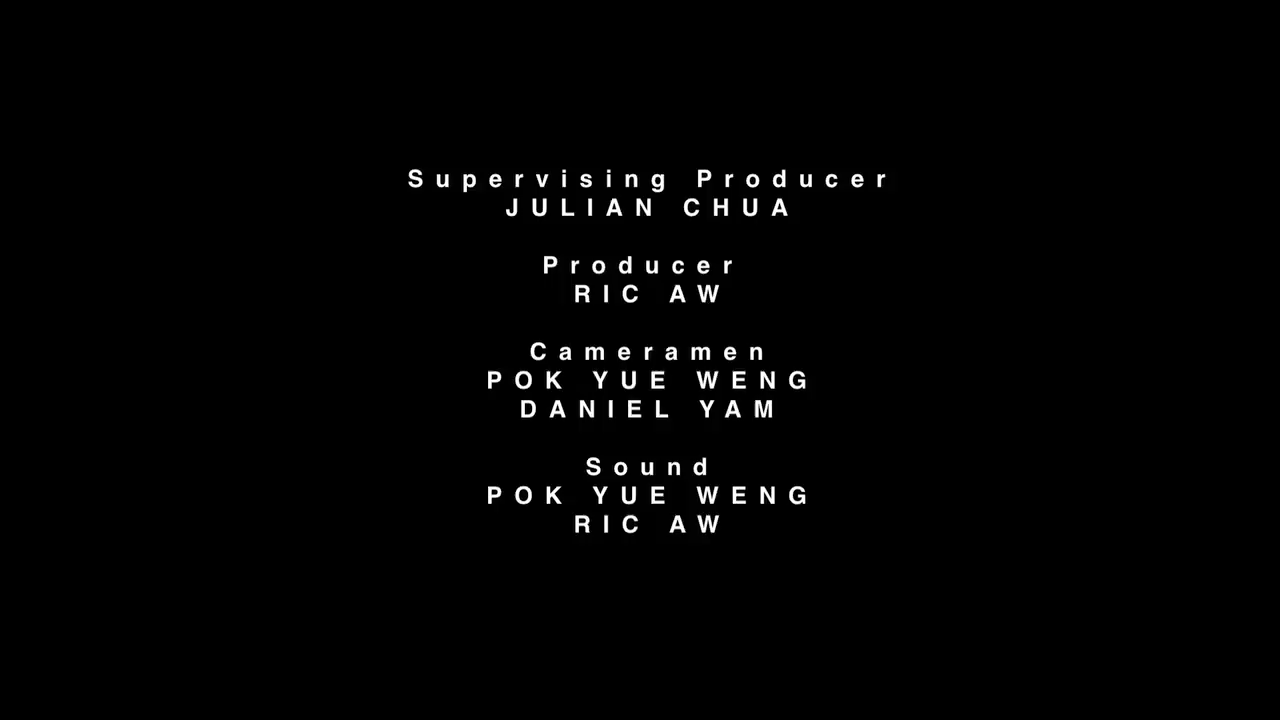 Supervising Producer
JULIAN CHUA
Producer
RIC AW
Cameramen
POK YUE WENG
DANIEL YAM
Sound
POK YUE WENG
RIC AW